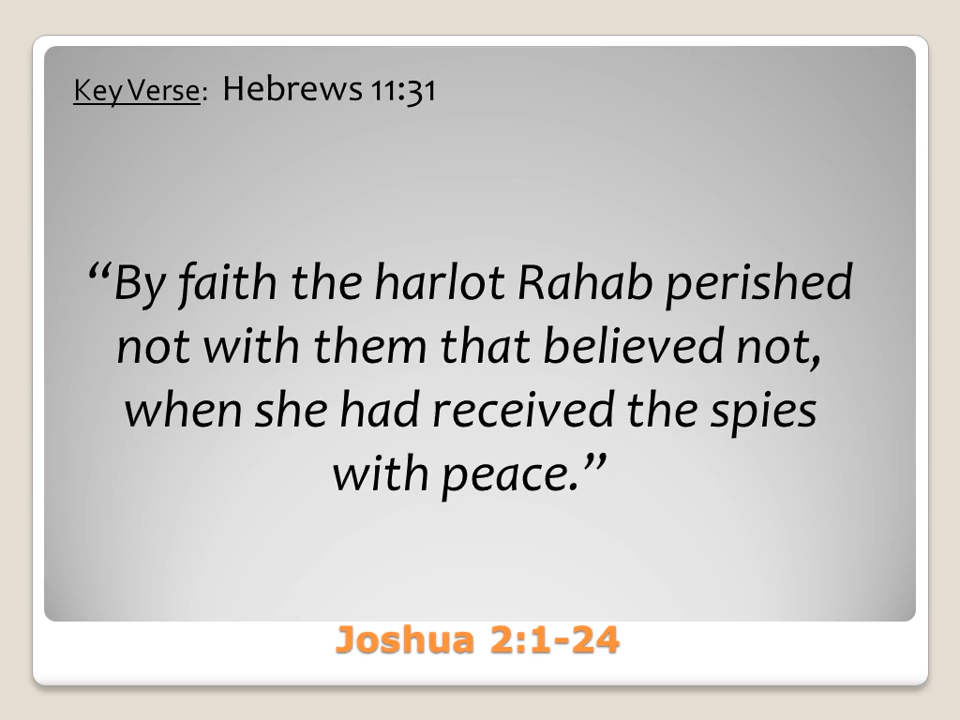 Key Verse: Hebrews 11:31
“By faith the harlot Rahab perished
not with them that believed not,
when she had received the spies
with peace.”
Joshua 2:1-24